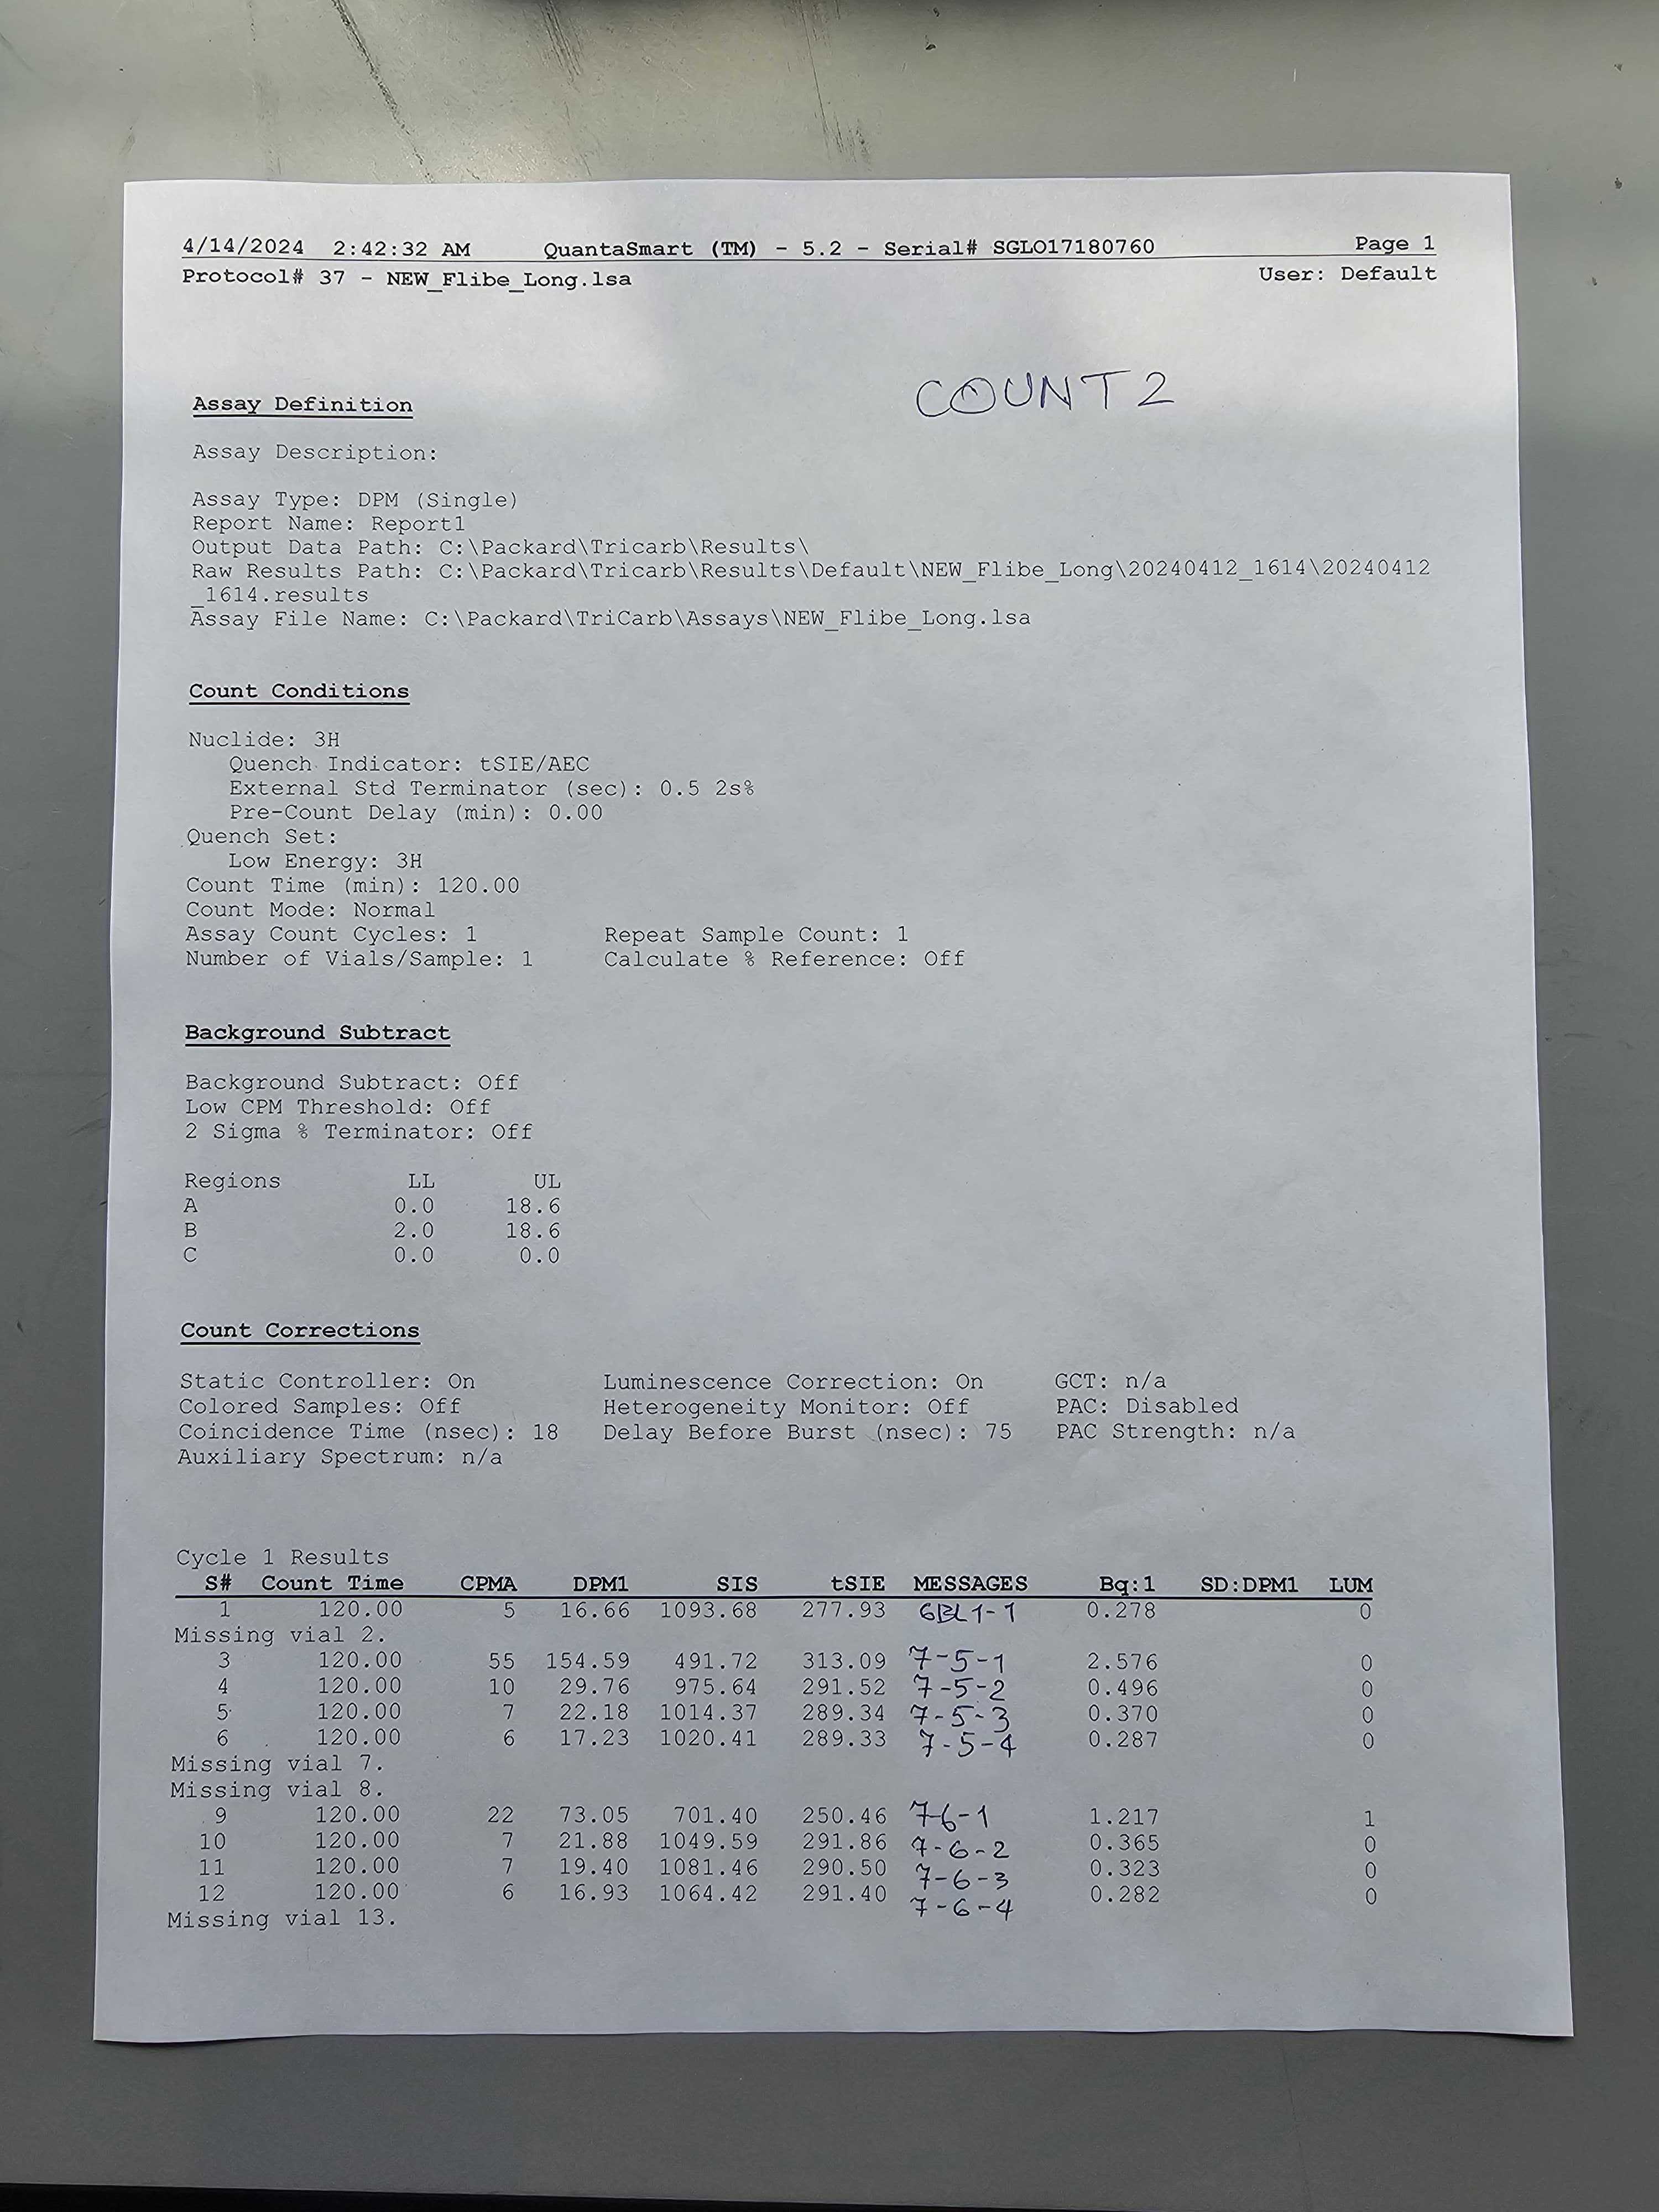 4/14/2024 2:42:32 AM QuantaSmart (TM) - 5.2 - Serial# SGLO17180760 Page 1
Protocol# 37 - NEW_Flibe_Long.lsa User: Default
COUNT 2
Assay Definition
Assay Description:
Assay Type: DPM (Single)
Report Name: Report1
Output Data Path: C:\Packard\Tricarb\Results\
Raw Results Path: C:\Packard\Tricarb\Results\Default\NEW_Flibe_Long\20240412_1614\20240412
_1614.results
Assay File Name: C:\Packard\TriCarb\Assays\NEW_Flibe_Long.lsa
Count Conditions
Nuclide: 3H
Quench Indicator: tSIE/AEC
External Std Terminator (sec): 0.5 2s%
Pre-Count Delay (min): 0.00
Quench Set:
Low Energy: 3H
Count Time (min): 120.00
Count Mode: Normal
Assay Count Cycles: 1 Repeat Sample Count: 1
Number of Vials/Sample: 1 Calculate % Reference: Off
Background Subtract
Background Subtract: Off
Low CPM Threshold: Off
2 Sigma % Terminator: Off
Regions LL UL
A 0.0 18.6
B 2.0 18.6
C 0.0 0.0
Count Corrections
Static Controller: On Luminescence Correction: On GCT: n/a
Colored Samples: Off Heterogeneity Monitor: Off PAC: Disabled
Coincidence Time (nsec): 18 Delay Before Burst (nsec): 75 PAC Strength: n/a
Auxiliary Spectrum: n/a
Cycle 1 Results
S# Count Time CPMA DPM1 SIS tSIE MESSAGES Bq:1 SD:DPM1 LUM
1 120.00 5 16.66 1093.68 277.93 6BL1-1 0.278 0
Missing vial 2.
3 120.00 55 154.59 491.72 313.09 7-5-1 2.576 0
4 120.00 10 29.76 975.64 291.52 7-5-2 0.496 0
5 120.00 7 22.18 1014.37 289.34 7-5-3 0.370 0
6 120.00 6 17.23 1020.41 289.33 7-5-4 0.287 0
Missing vial 7.
Missing vial 8.
9 120.00 22 73.05 701.40 250.46 7-6-1 1.217 1
10 120.00 7 21.88 1049.59 291.86 7-6-2 0.365 0
11 120.00 7 19.40 1081.46 290.50 7-6-3 0.323 0
12 120.00 6 16.93 1064.42 291.40 7-6-4 0.282 0
Missing vial 13.